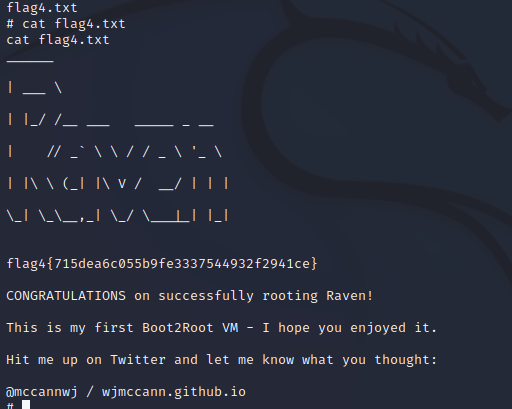 flag4.txt
# cat flag4.txt
cat flag4.txt
______
| ___ \
| |_/ /__ ___   _____ _ __
|    // _` \ \ / / _ \ '_ \
| |\ \ (_| |\ V /  __/ | | |
\_| \_\__,_| \_/ \___|_| |_|
flag4{715dea6c055b9fe3337544932f2941ce}
CONGRATULATIONS on successfully rooting Raven!
This is my first Boot2Root VM - I hope you enjoyed it.
Hit me up on Twitter and let me know what you thought:
@mccannwj / wjmccann.github.io
#